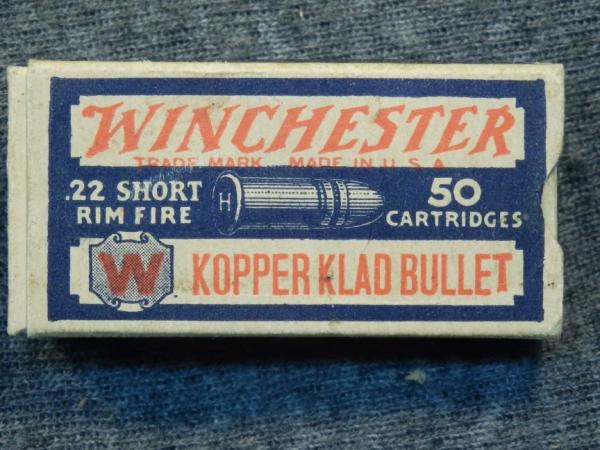 WINCHESTER
TRADE MARK MADE IN U.S.A.
.22 SHORT
RIM FIRE
H
50
CARTRIDGES
W
KOPPER KLAD BULLET